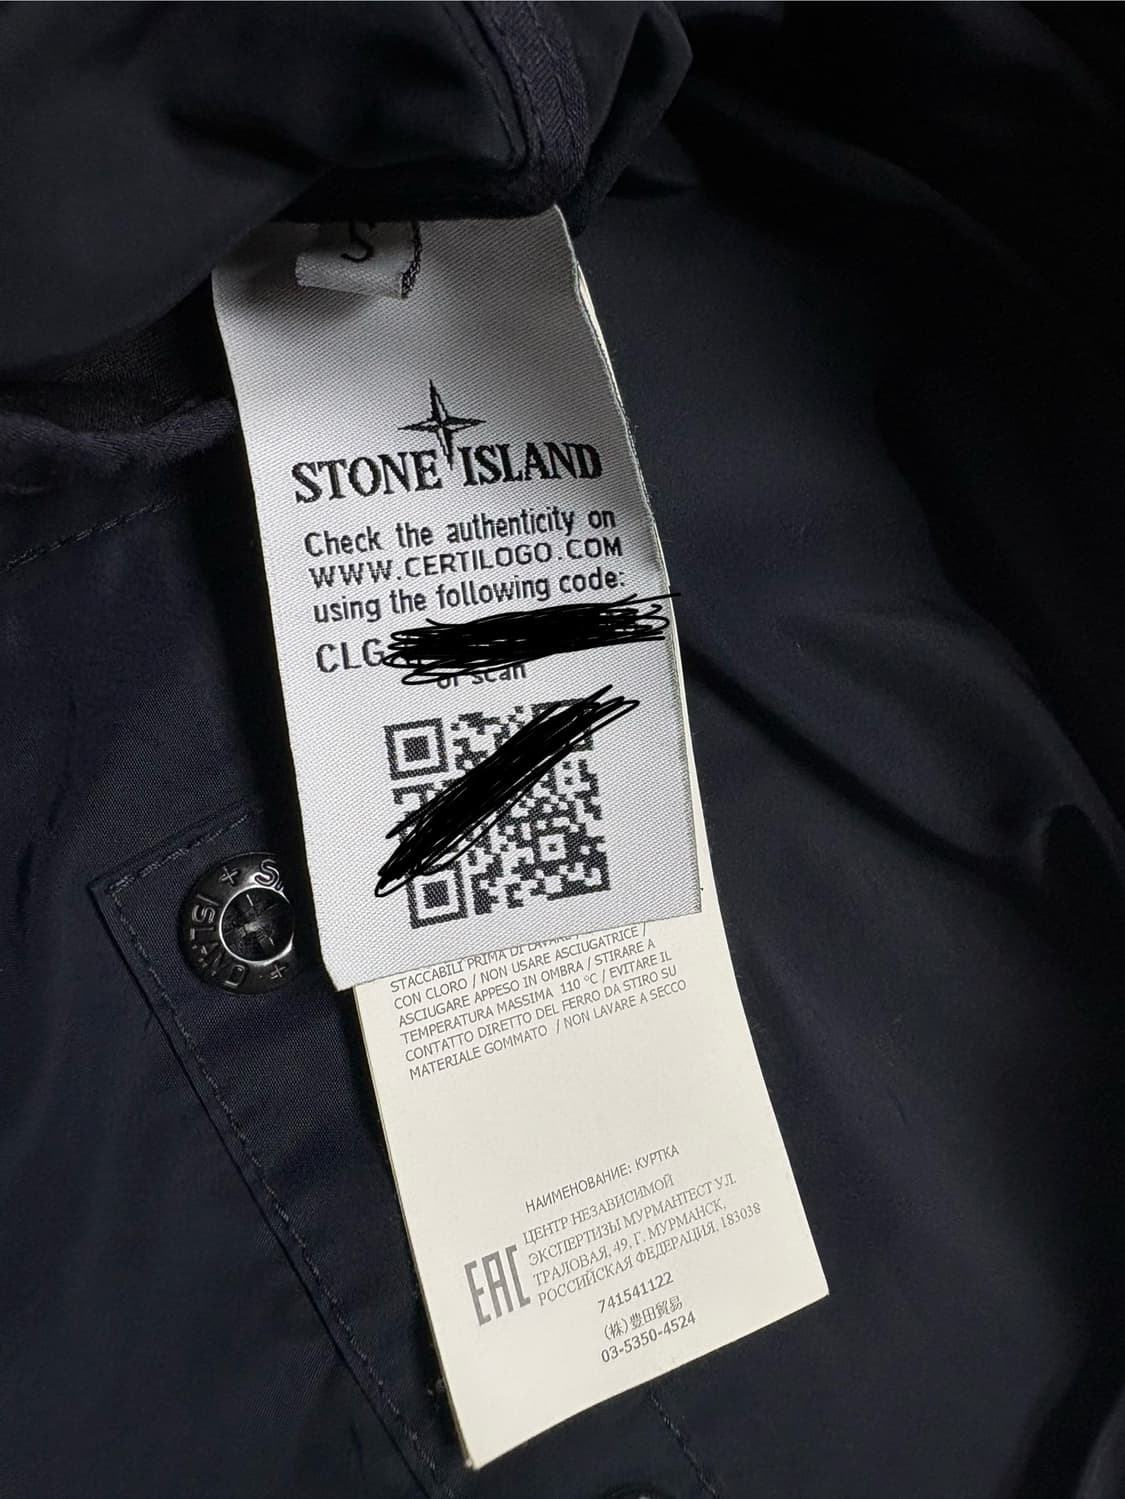 STONE ISLAND
Check the authenticity on
WWW.CERTILOGO.COM
using the following code:
CLG
or scan
ISLAND
STACCABILI PRIMA DI
CON CLORO / NON USARE ASCIUGATRICE /
ASCIUGARE APPESO IN OMBRA / STIRARE A
TEMPERATURA MASSIMA 110 °C / EVITARE IL
CONTATTO DIRETTO DEL FERRO DA STIRO SU
MATERIALE GOMMATO / NON LAVARE A SECCO
НАИМЕНОВАНИЕ: КУРТКА
ЦЕНТР НЕЗАВИСИМОЙ
ЭКСПЕРТИЗЫ МУРМАНТЕСТ УЛ.
ТРАЛОВАЯ, 49, Г. МУРМАНСК,
РОССИЙСКАЯ ФЕДЕРАЦИЯ, 183038
EAC
741541122
(株)豊田貿易
03-5350-4524